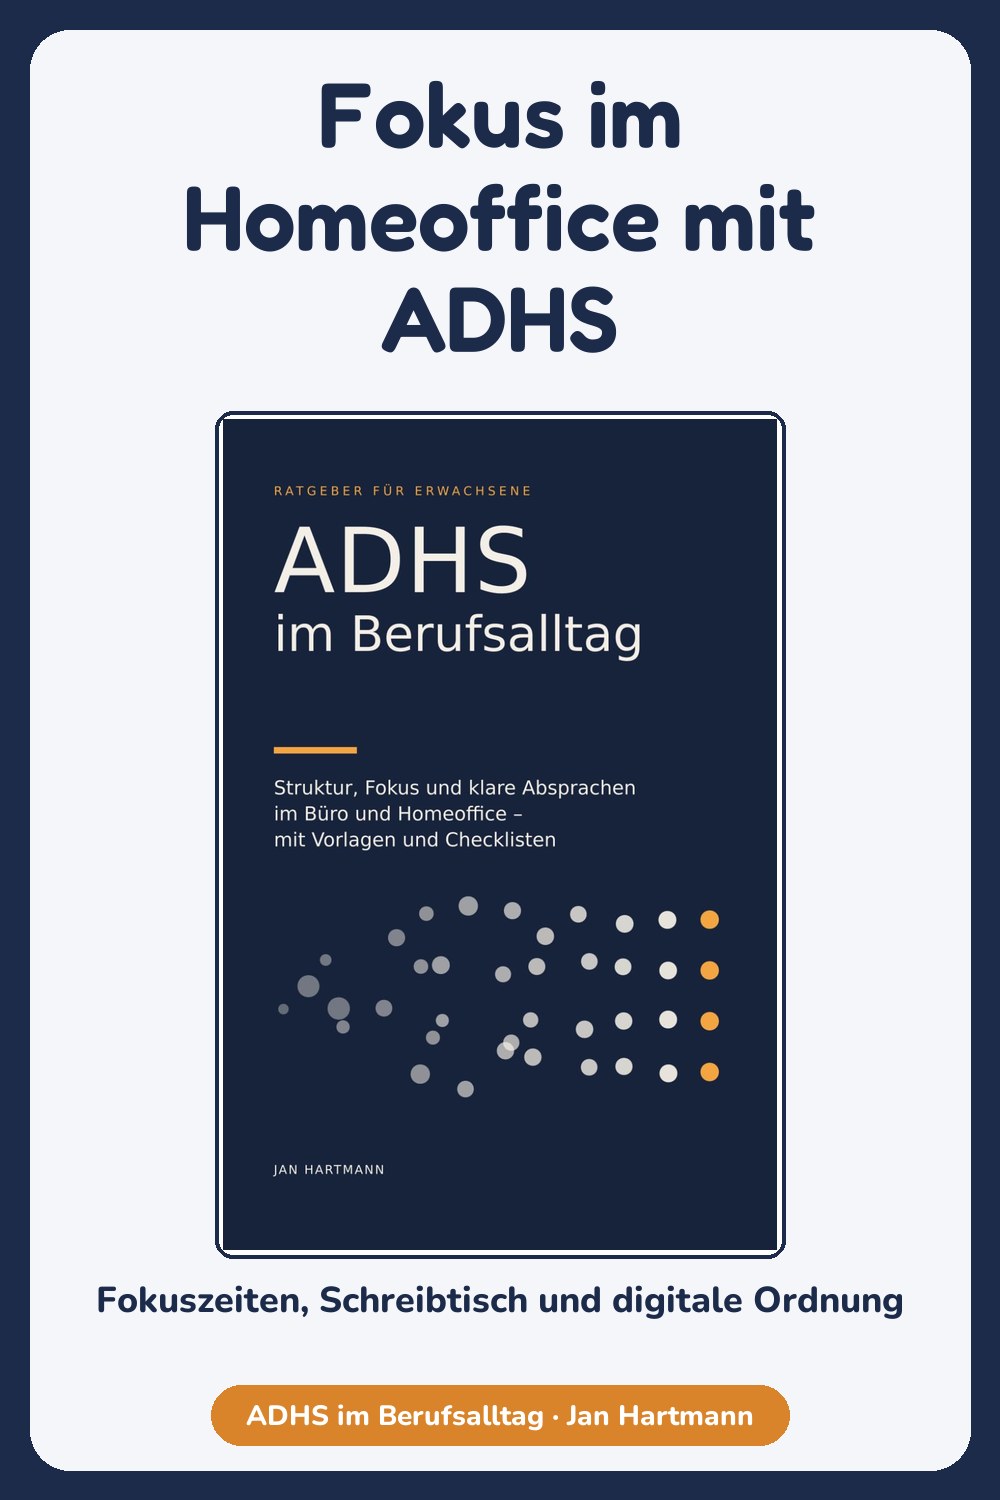 Fokus im
Homeoffice mit
ADHS
RATGEBER FÜR ERWACHSENE
ADHS
im Berufsalltag
Struktur, Fokus und klare Absprachen
im Büro und Homeoffice –
mit Vorlagen und Checklisten
JAN HARTMANN
Fokuszeiten, Schreibtisch und digitale Ordnung
ADHS im Berufsalltag · Jan Hartmann